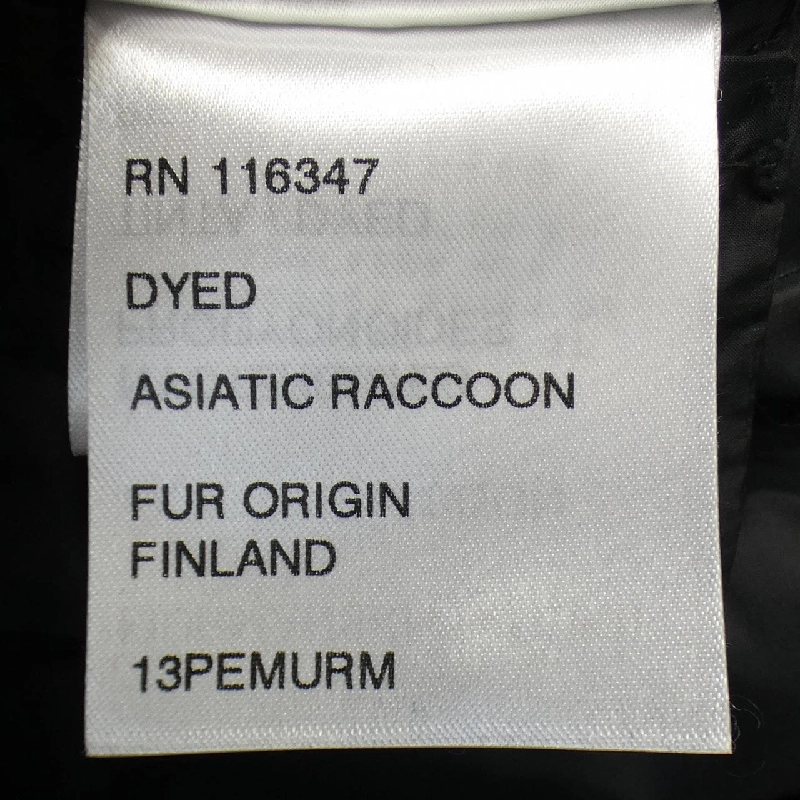 RN 116347
DYED
ASIATIC RACCOON
FUR ORIGIN
FINLAND
13PEMURM